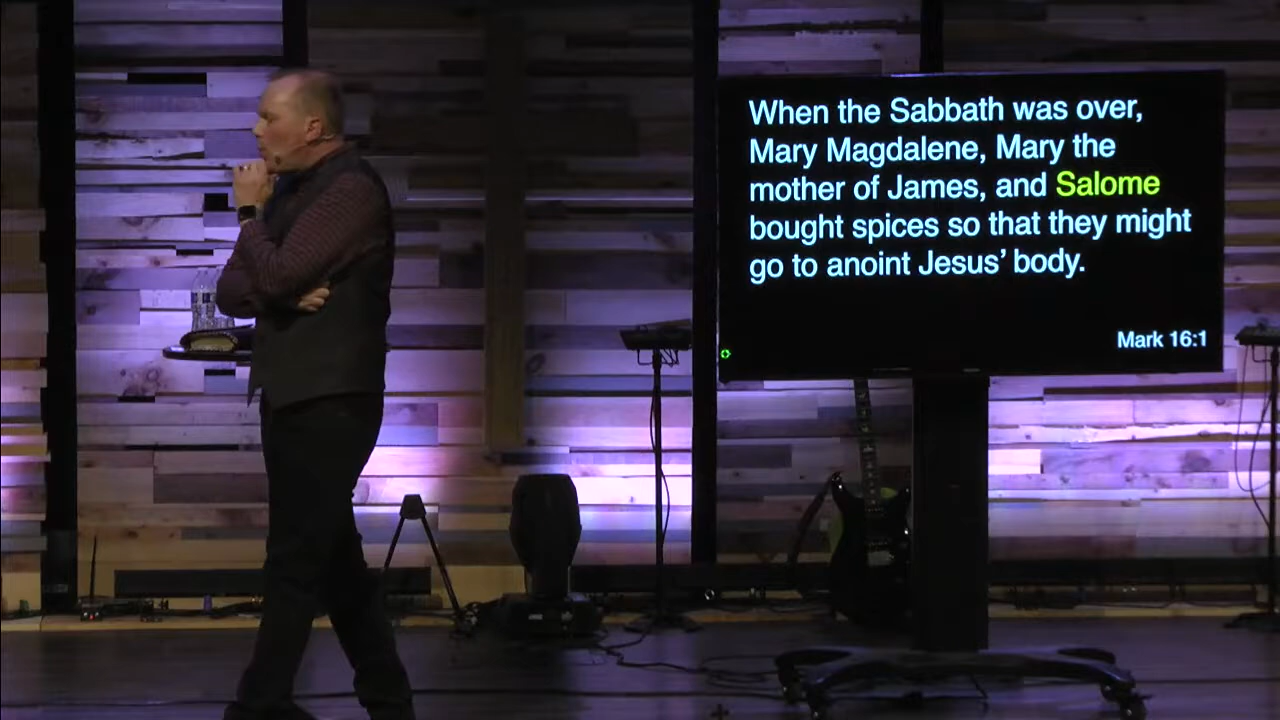 When the Sabbath was over,
Mary Magdalene, Mary the
mother of James, and Salome
bought spices so that they might
go to anoint Jesus’ body.
Mark 16:1